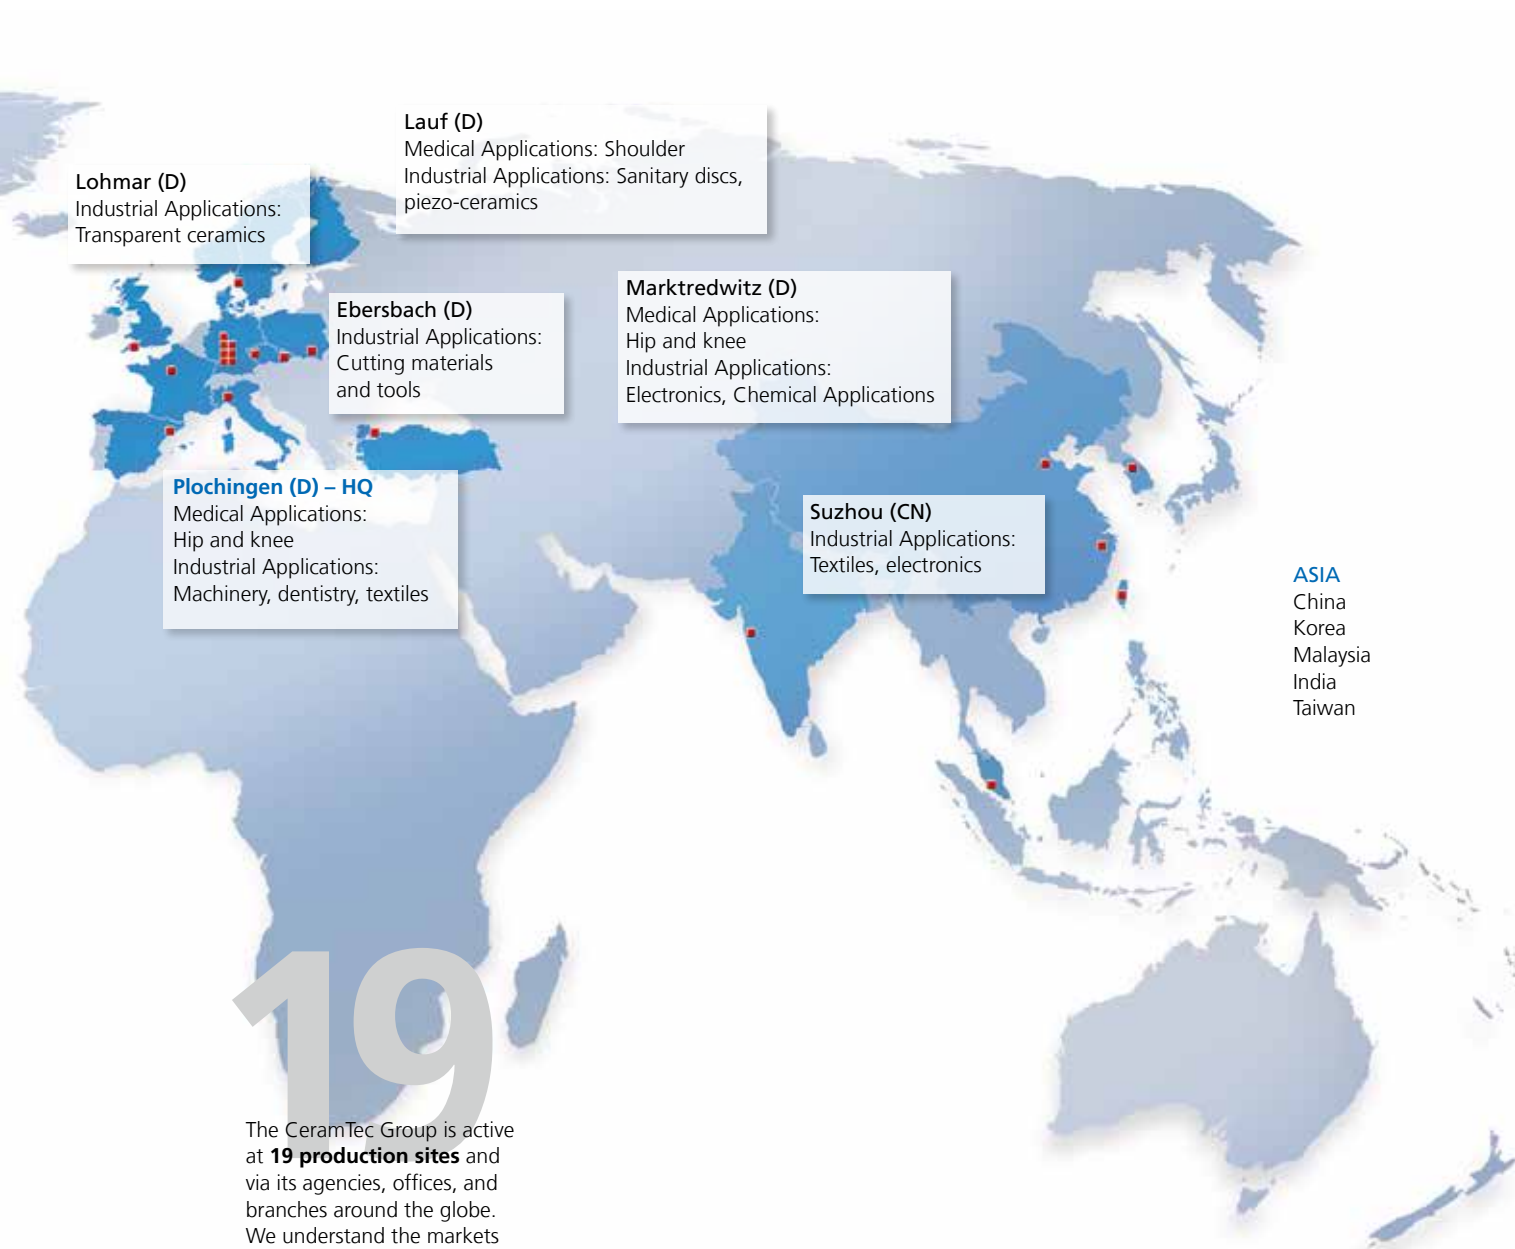 Lauf (D)
Medical Applications: Shoulder
Industrial Applications: Sanitary discs,
piezo-ceramics
Lohmar (D)
Industrial Applications:
Transparent ceramics
Ebersbach (D)
Industrial Applications:
Cutting materials
and tools
Marktredwitz (D)
Medical Applications:
Hip and knee
Industrial Applications:
Electronics, Chemical Applications
Plochingen (D) – HQ
Medical Applications:
Hip and knee
Industrial Applications:
Machinery, dentistry, textiles
Suzhou (CN)
Industrial Applications:
Textiles, electronics
ASIA
China
Korea
Malaysia
India
Taiwan
19
The CeramTec Group is active
at 19 production sites and
via its agencies, offices, and
branches around the globe.
We understand the markets